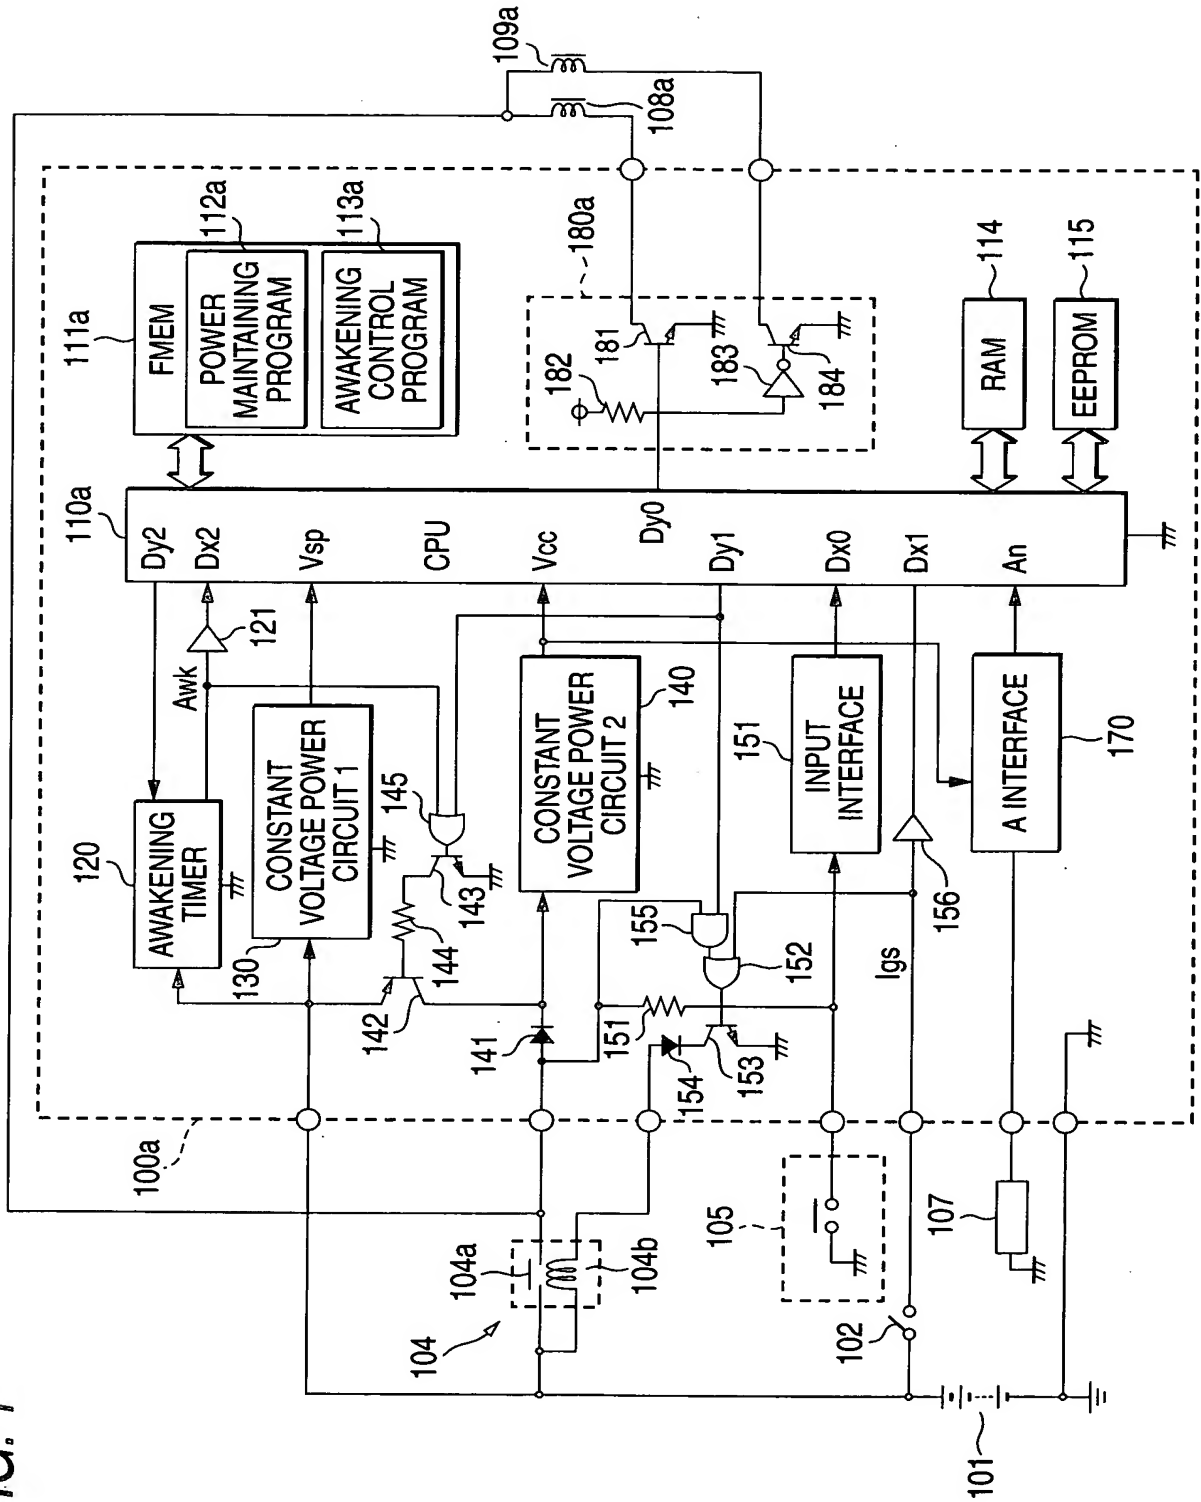 109a
108a
111a
FMEM
POWER
MAINTAINING
PROGRAM
112a
AWAKENING
CONTROL
PROGRAM
113a
180a
182
181
183
184
RAM
114
EEPROM
115
110a
Dy2
Dx2
Vsp
CPU
Vcc
Dy0
Dy1
Dx0
Dx1
An
121
Awk
120
AWAKENING
TIMER
130
CONSTANT
VOLTAGE POWER
CIRCUIT 1
145
143
144
142
141
CONSTANT
VOLTAGE POWER
CIRCUIT 2
140
151
INPUT
INTERFACE
A INTERFACE
170
155
152
151
153
154
156
Igs
100a
104
104a
104b
105
102
107
101